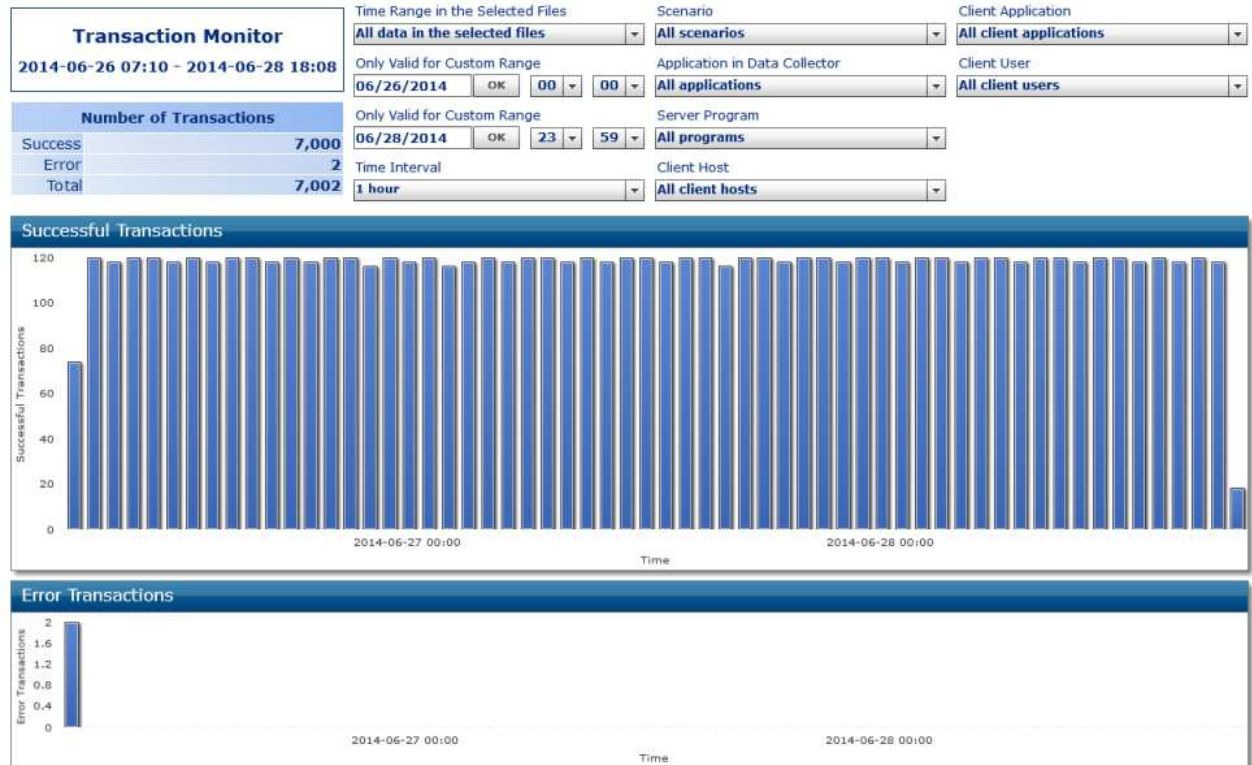 Transaction Monitor
2014-06-26 07:10 - 2014-06-28 18:08
Number of Transactions
Success 7,000
Error 2
Total 7,002
Time Range in the Selected Files
All data in the selected files
Only Valid for Custom Range
06/26/2014 OK 00 00
Only Valid for Custom Range
06/28/2014 OK 23 59
Time Interval
1 hour
Scenario
All scenarios
Application in Data Collector
All applications
Server Program
All programs
Client Host
All client hosts
Client Application
All client applications
Client User
All client users
Successful Transactions
Successful Transactions
120
100
80
60
40
20
0
2014-06-27 00:00 2014-06-28 00:00
Time
Error Transactions
Error Transactions
2
1.6
1.2
0.8
0.4
0
2014-06-27 00:00 2014-06-28 00:00
Time